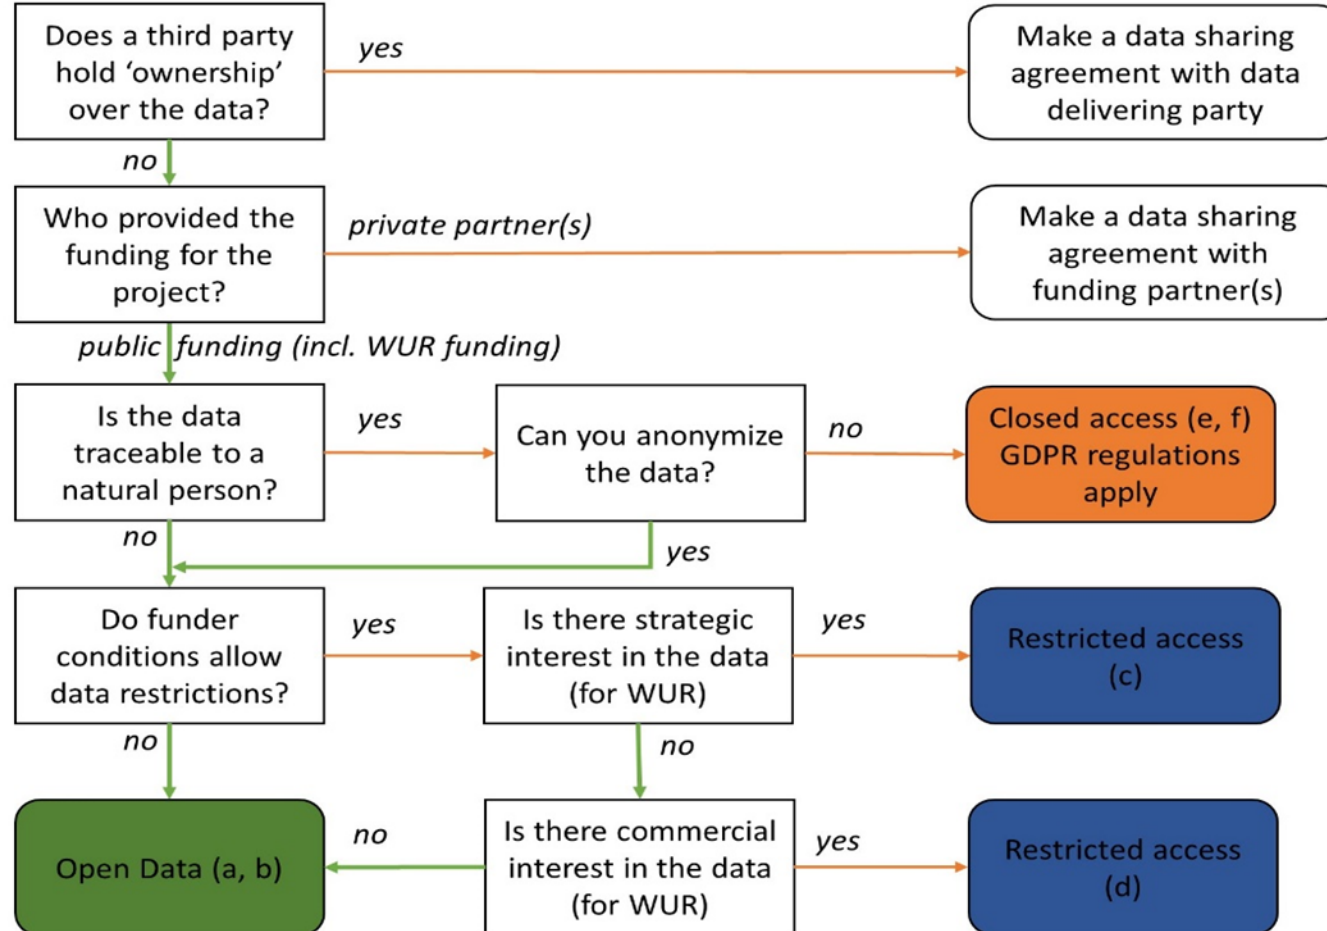 Does a third party
hold ‘ownership’
over the data?
yes
Make a data sharing
agreement with data
delivering party
no
Who provided the
funding for the
project?
private partner(s)
Make a data sharing
agreement with
funding partner(s)
public funding (incl. WUR funding)
Is the data
traceable to a
natural person?
yes
Can you anonymize
the data?
no
Closed access (e, f)
GDPR regulations
apply
no
yes
Do funder
conditions allow
data restrictions?
yes
Is there strategic
interest in the data
(for WUR)
yes
Restricted access
(c)
no
no
Open Data (a, b)
no
Is there commercial
interest in the data
(for WUR)
yes
Restricted access
(d)